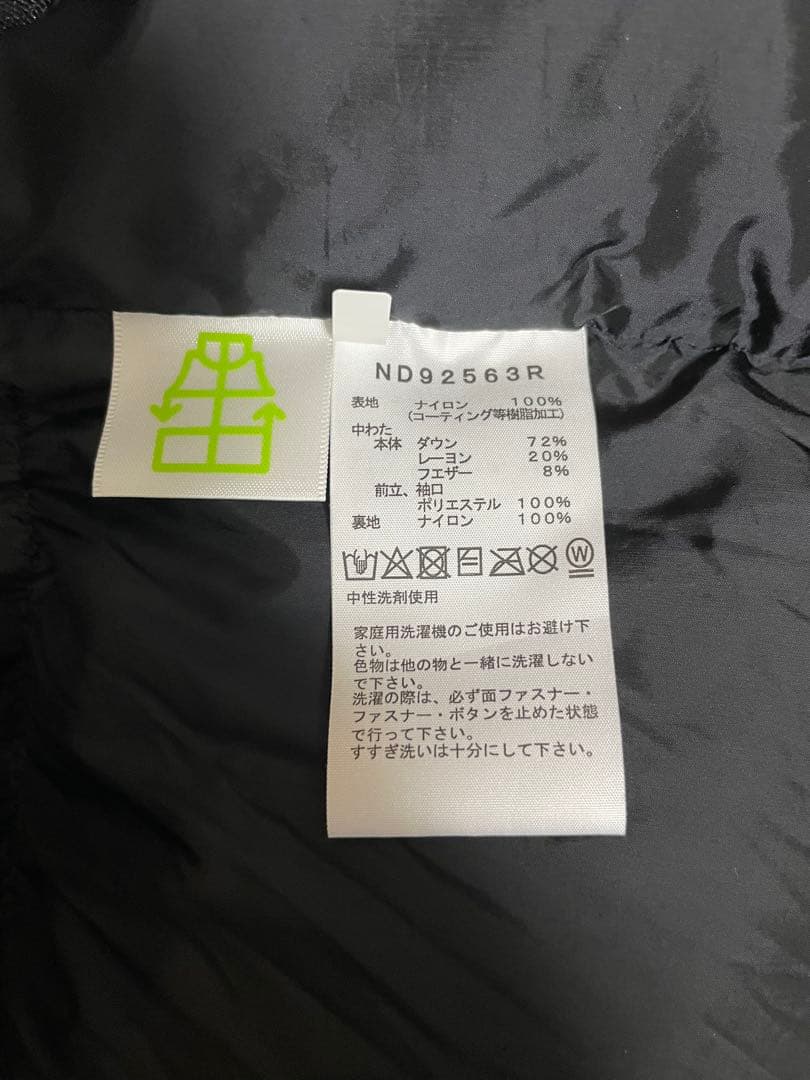 ND92563R
表地 ナイロン 100%
(コーティング等樹脂加工)
中わた
本体 ダウン 72%
レーヨン 20%
フエザー 8%
前立、袖口
ポリエステル 100%
裏地 ナイロン 100%
W
中性洗剤使用
家庭用洗濯機のご使用はお避け下
さい。
色物は他の物と一緒に洗濯しない
で下さい。
洗濯の際は、必ず面ファスナー・
ファスナー・ボタンを止めた状態
で行って下さい。
すすぎ洗いは十分にして下さい。